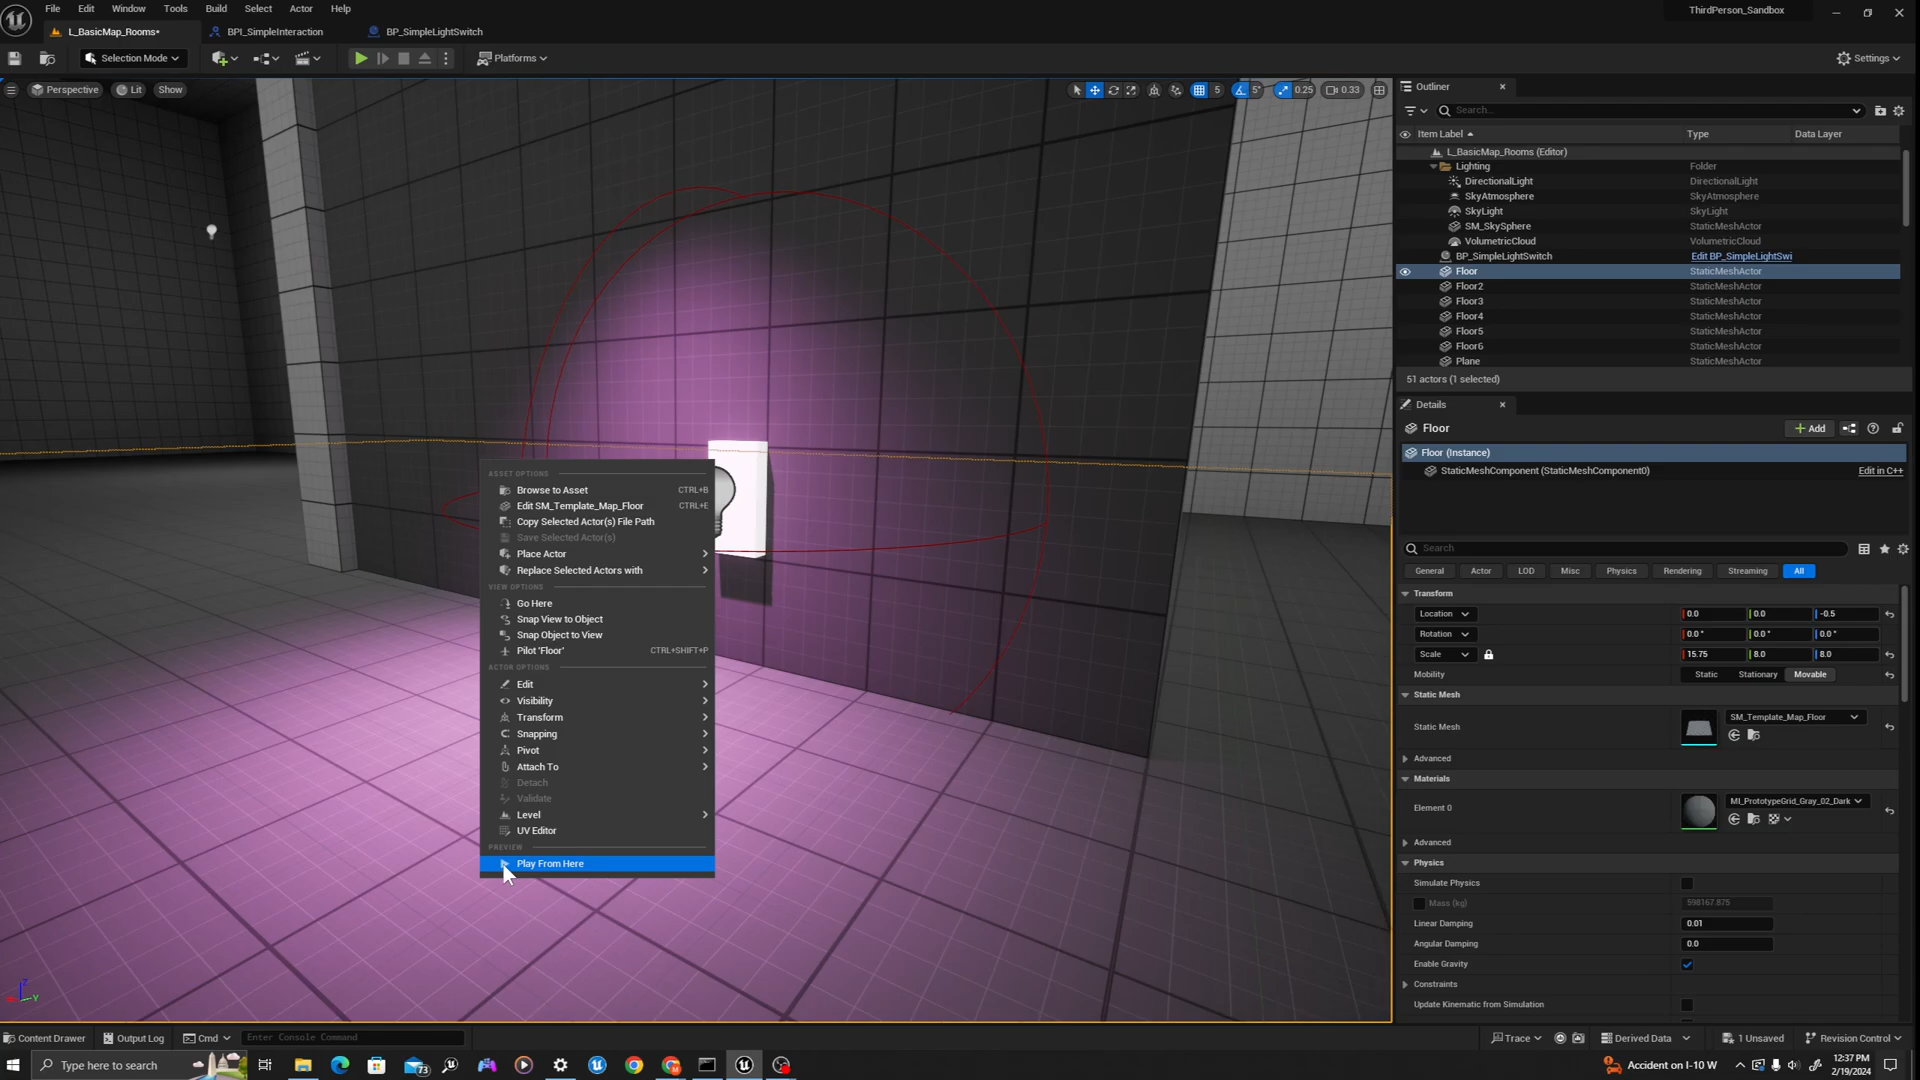 File Edit Window Tools Build Select Actor Help
ThirdPerson_Sandbox
L_BasicMap_Rooms*
BPI_SimpleInteraction
BP_SimpleLightSwitch
Selection Mode
Platforms
Settings
Perspective
Lit
Show
5
5°
0.25
0.33
Outliner
Search...
Item Label
Type
Data Layer
L_BasicMap_Rooms (Editor)
Lighting Folder
DirectionalLight DirectionalLight
SkyAtmosphere SkyAtmosphere
SkyLight SkyLight
SM_SkySphere StaticMeshActor
VolumetricCloud VolumetricCloud
BP_SimpleLightSwitch Edit BP_SimpleLightSwi
Floor StaticMeshActor
Floor2 StaticMeshActor
Floor3 StaticMeshActor
Floor4 StaticMeshActor
Floor5 StaticMeshActor
Floor6 StaticMeshActor
Plane StaticMeshActor
51 actors (1 selected)
Details
Floor
Add
Floor (Instance)
StaticMeshComponent (StaticMeshComponent0)
Edit in C++
Search
General Actor LOD Misc Physics Rendering Streaming All
Transform
Location 0.0 0.0 -0.5
Rotation 0.0° 0.0° 0.0°
Scale 15.75 8.0 8.0
Mobility Static Stationary Movable
Static Mesh
Static Mesh SM_Template_Map_Floor
Advanced
Materials
Element 0 MI_PrototypeGrid_Gray_02_Dark
Advanced
Physics
Simulate Physics
Mass (kg) 598167.875
Linear Damping 0.01
Angular Damping 0.0
Enable Gravity
Constraints
Update Kinematic from Simulation
ASSET OPTIONS
Browse to Asset CTRL+B
Edit SM_Template_Map_Floor CTRL+E
Copy Selected Actor(s) File Path
Save Selected Actor(s)
Place Actor
Replace Selected Actors with
VIEW OPTIONS
Go Here
Snap View to Object
Snap Object to View
Pilot 'Floor' CTRL+SHIFT+P
ACTOR OPTIONS
Edit
Visibility
Transform
Snapping
Pivot
Attach To
Detach
Validate
Level
UV Editor
PREVIEW
Play From Here
Z
Y
Content Drawer
Output Log
Cmd
Enter Console Command
Trace
Derived Data
1 Unsaved
Revision Control
Type here to search
73
Accident on I-10 W
12:37 PM
2/19/2024